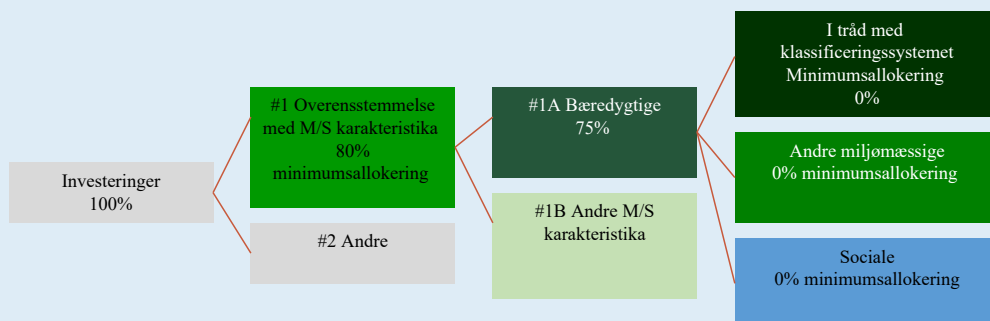 Investeringer
100%
#1 Overensstemmelse
med M/S karakteristika
80%
minimumsallokering
#2 Andre
#1A Bæredygtige
75%
#1B Andre M/S
karakteristika
I tråd med
klassificeringssystemet
Minimumsallokering
0%
Andre miljømæssige
0% minimumsallokering
Sociale
0% minimumsallokering